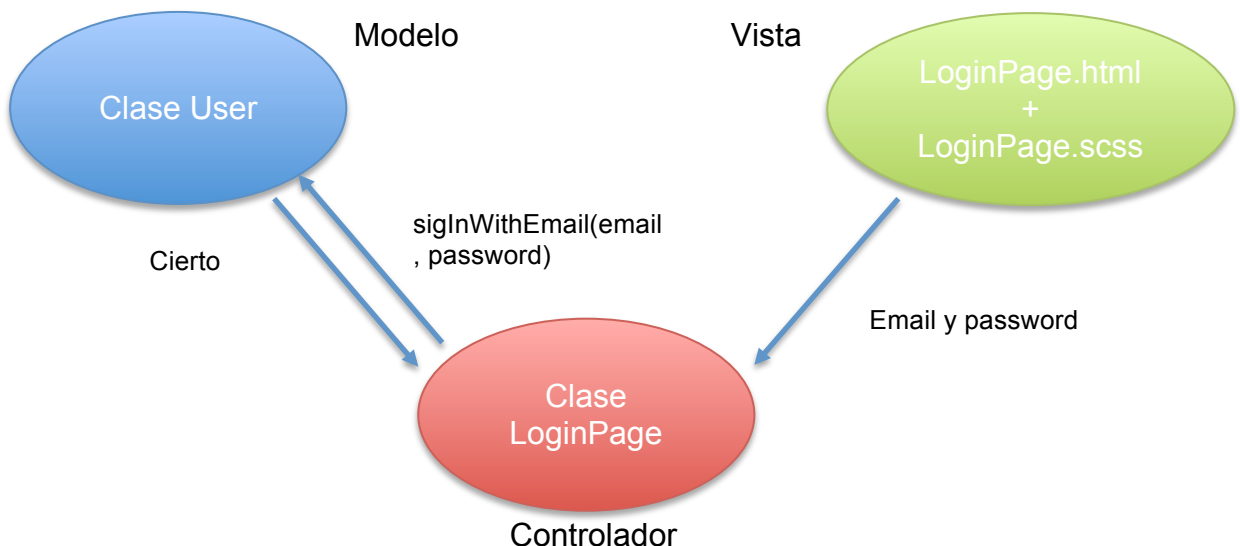 Modelo
Vista
Clase User
LoginPage.html
+
LoginPage.scss
sigInWithEmail(email
, password)
Cierto
Email y password
Clase
LoginPage
Controlador